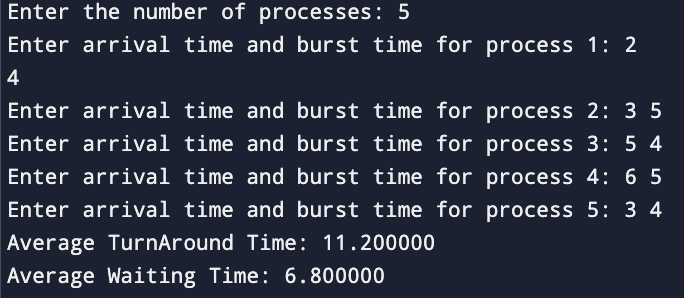 Enter the number of processes: 5
Enter arrival time and burst time for process 1: 2
4
Enter arrival time and burst time for process 2: 3 5
Enter arrival time and burst time for process 3: 5 4
Enter arrival time and burst time for process 4: 6 5
Enter arrival time and burst time for process 5: 3 4
Average TurnAround Time: 11.200000
Average Waiting Time: 6.800000